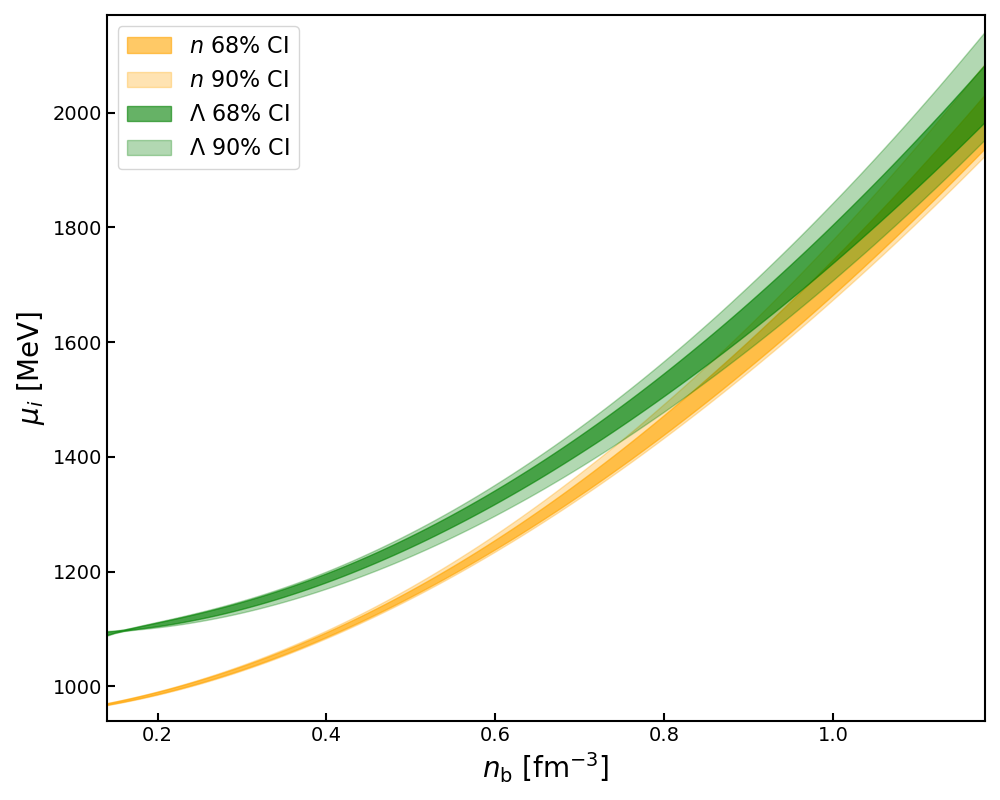 n 68% CI
n 90% CI
Λ 68% CI
Λ 90% CI
2000
1800
1600
1400
1200
1000
μᵢ [MeV]
0.2 0.4 0.6 0.8 1.0
n_b [fm⁻³]